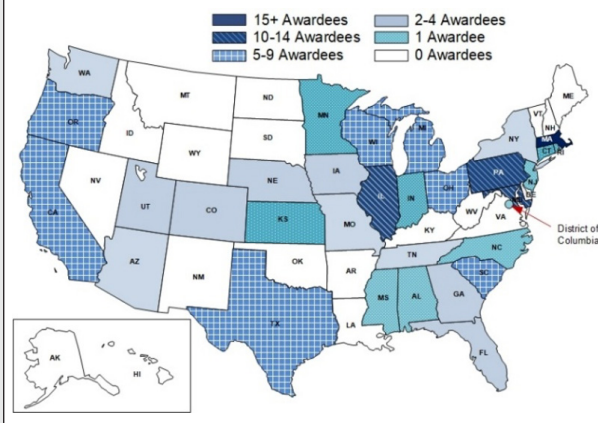 15+ Awardees
10-14 Awardees
5-9 Awardees
2-4 Awardees
1 Awardee
0 Awardees
WA
MT
ND
MN
ME
VT
NH
OR
ID
SD
WI
MI
NY
MA
CT
RI
WY
IA
PA
NJ
NV
NE
IL
IN
OH
DE
CA
UT
CO
KS
MO
KY
WV
VA
District of
Columbia
AZ
NM
OK
AR
TN
NC
SC
TX
LA
MS
AL
GA
FL
AK
HI